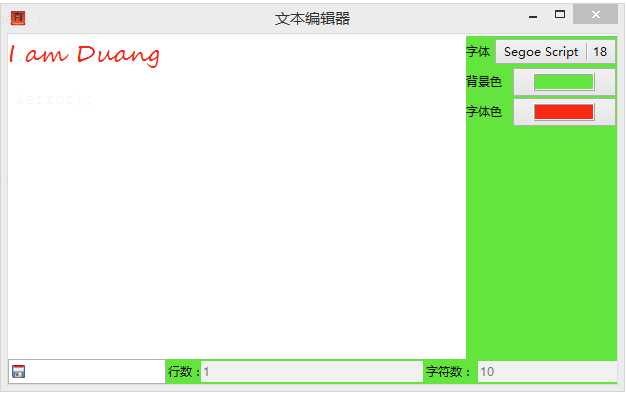 文本编辑器
I am Duang
&error);
字体 Segoe Script 18
背景色
字体色
行数: 1 字符数: 10